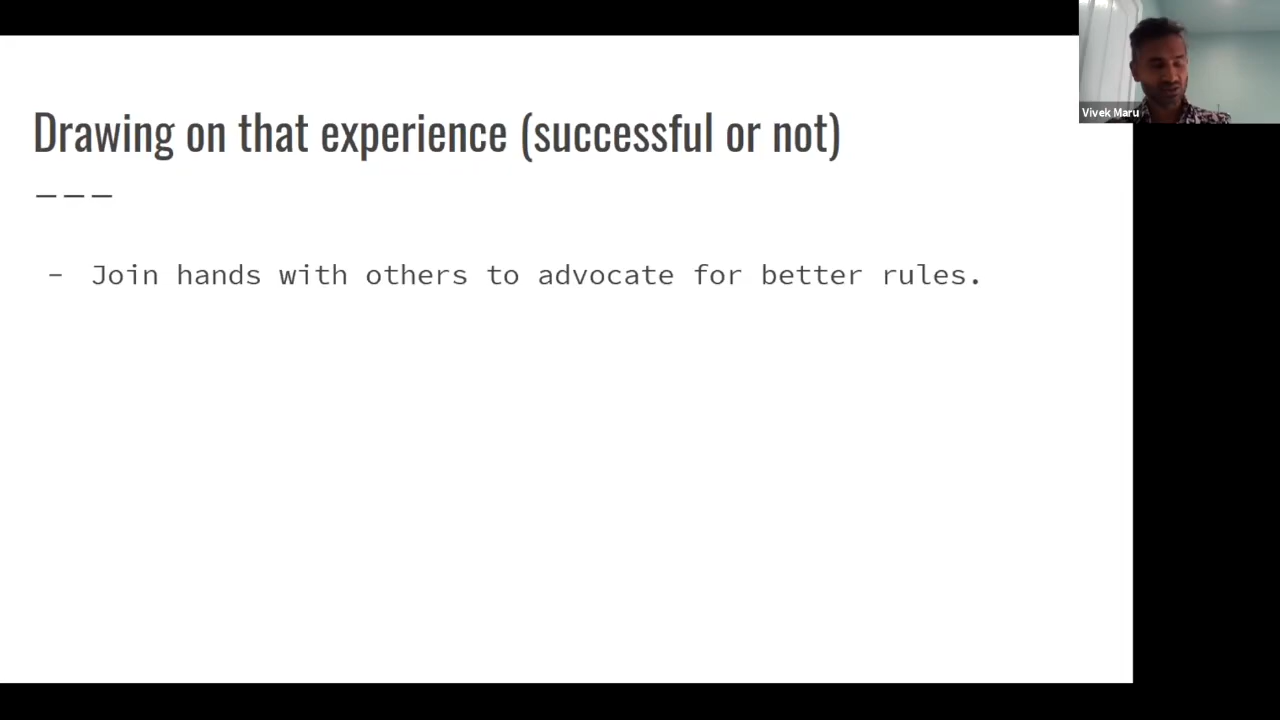 Drawing on that experience (successful or not)
- Join hands with others to advocate for better rules.
Vivek Maru